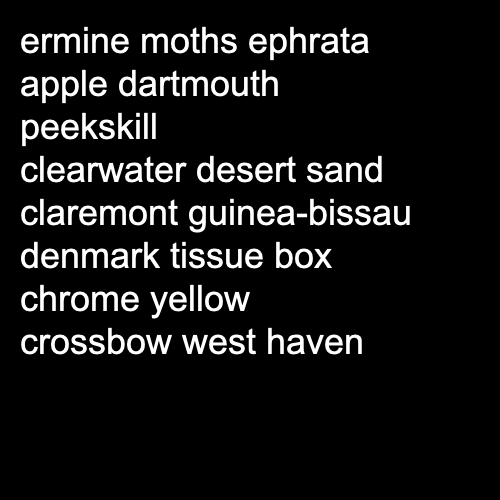 ermine moths ephrata
apple dartmouth
peekskill
clearwater desert sand
claremont guinea-bissau
denmark tissue box
chrome yellow
crossbow west haven